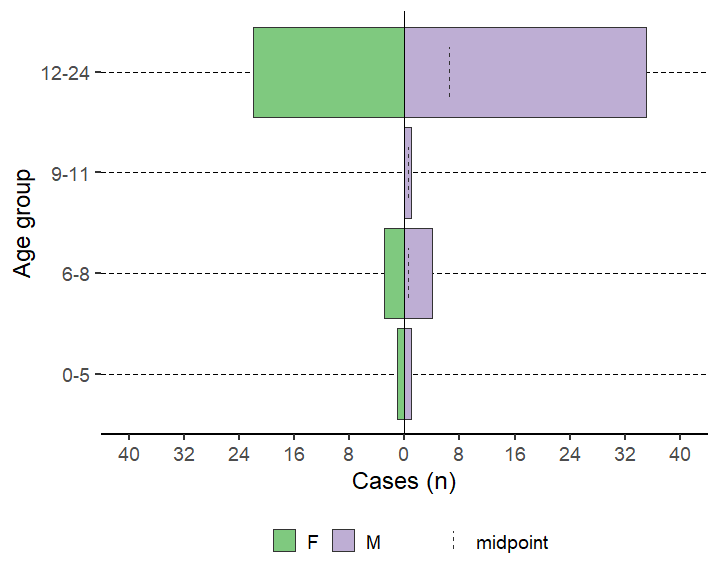 Age group
12-24
9-11
6-8
0-5
40 32 24 16 8 0 8 16 24 32 40
Cases (n)
F M midpoint